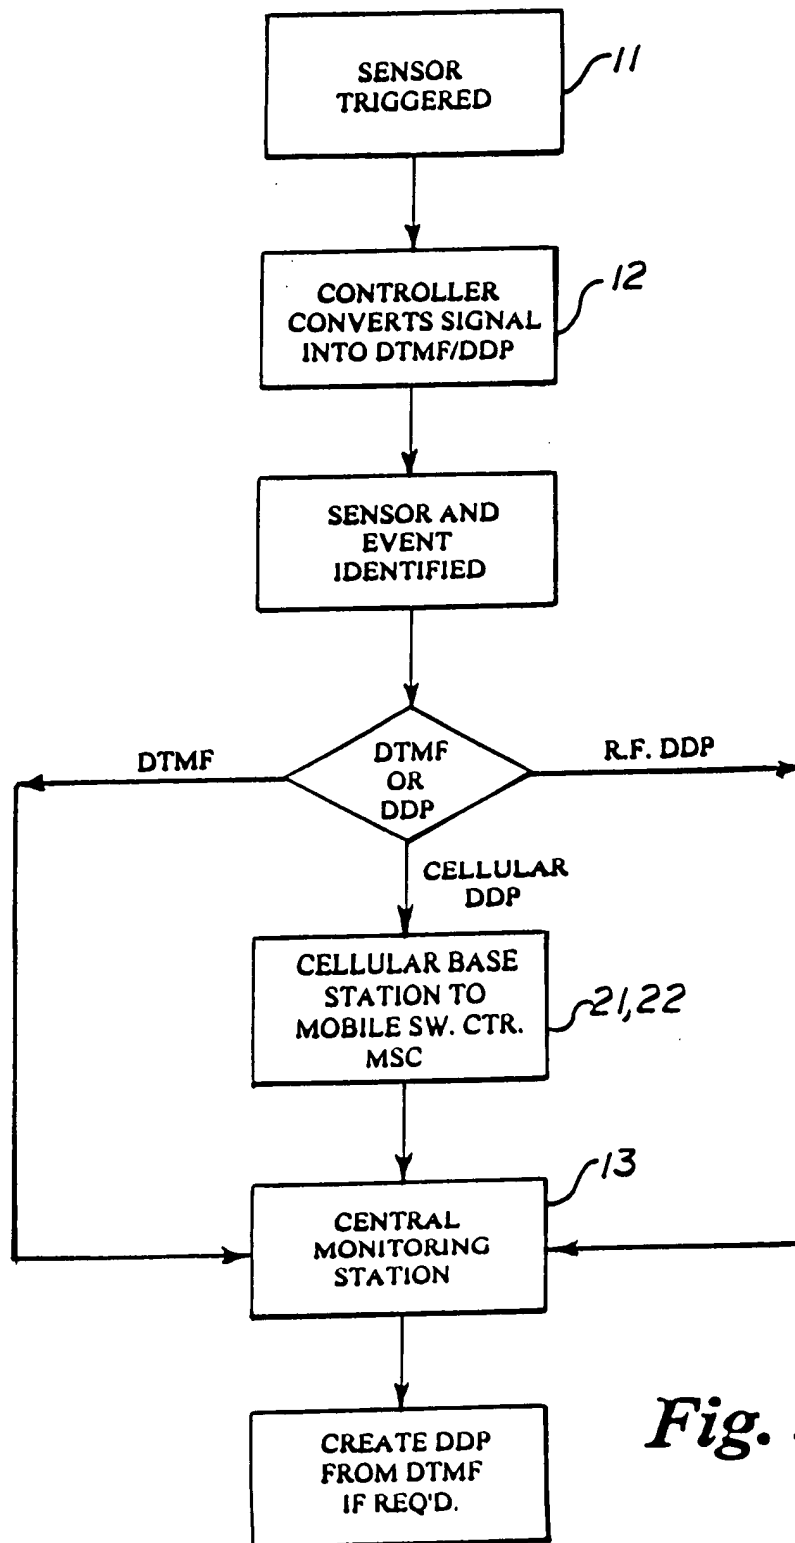 SENSOR
TRIGGERED
11
CONTROLLER
CONVERTS SIGNAL
INTO DTMF/DDP
12
SENSOR AND
EVENT
IDENTIFIED
DTMF
DTMF
OR
DDP
R.F. DDP
CELLULAR
DDP
CELLULAR BASE
STATION TO
MOBILE SW. CTR.
MSC
21,22
13
CENTRAL
MONITORING
STATION
Fig.
CREATE DDP
FROM DTMF
IF REQ'D.